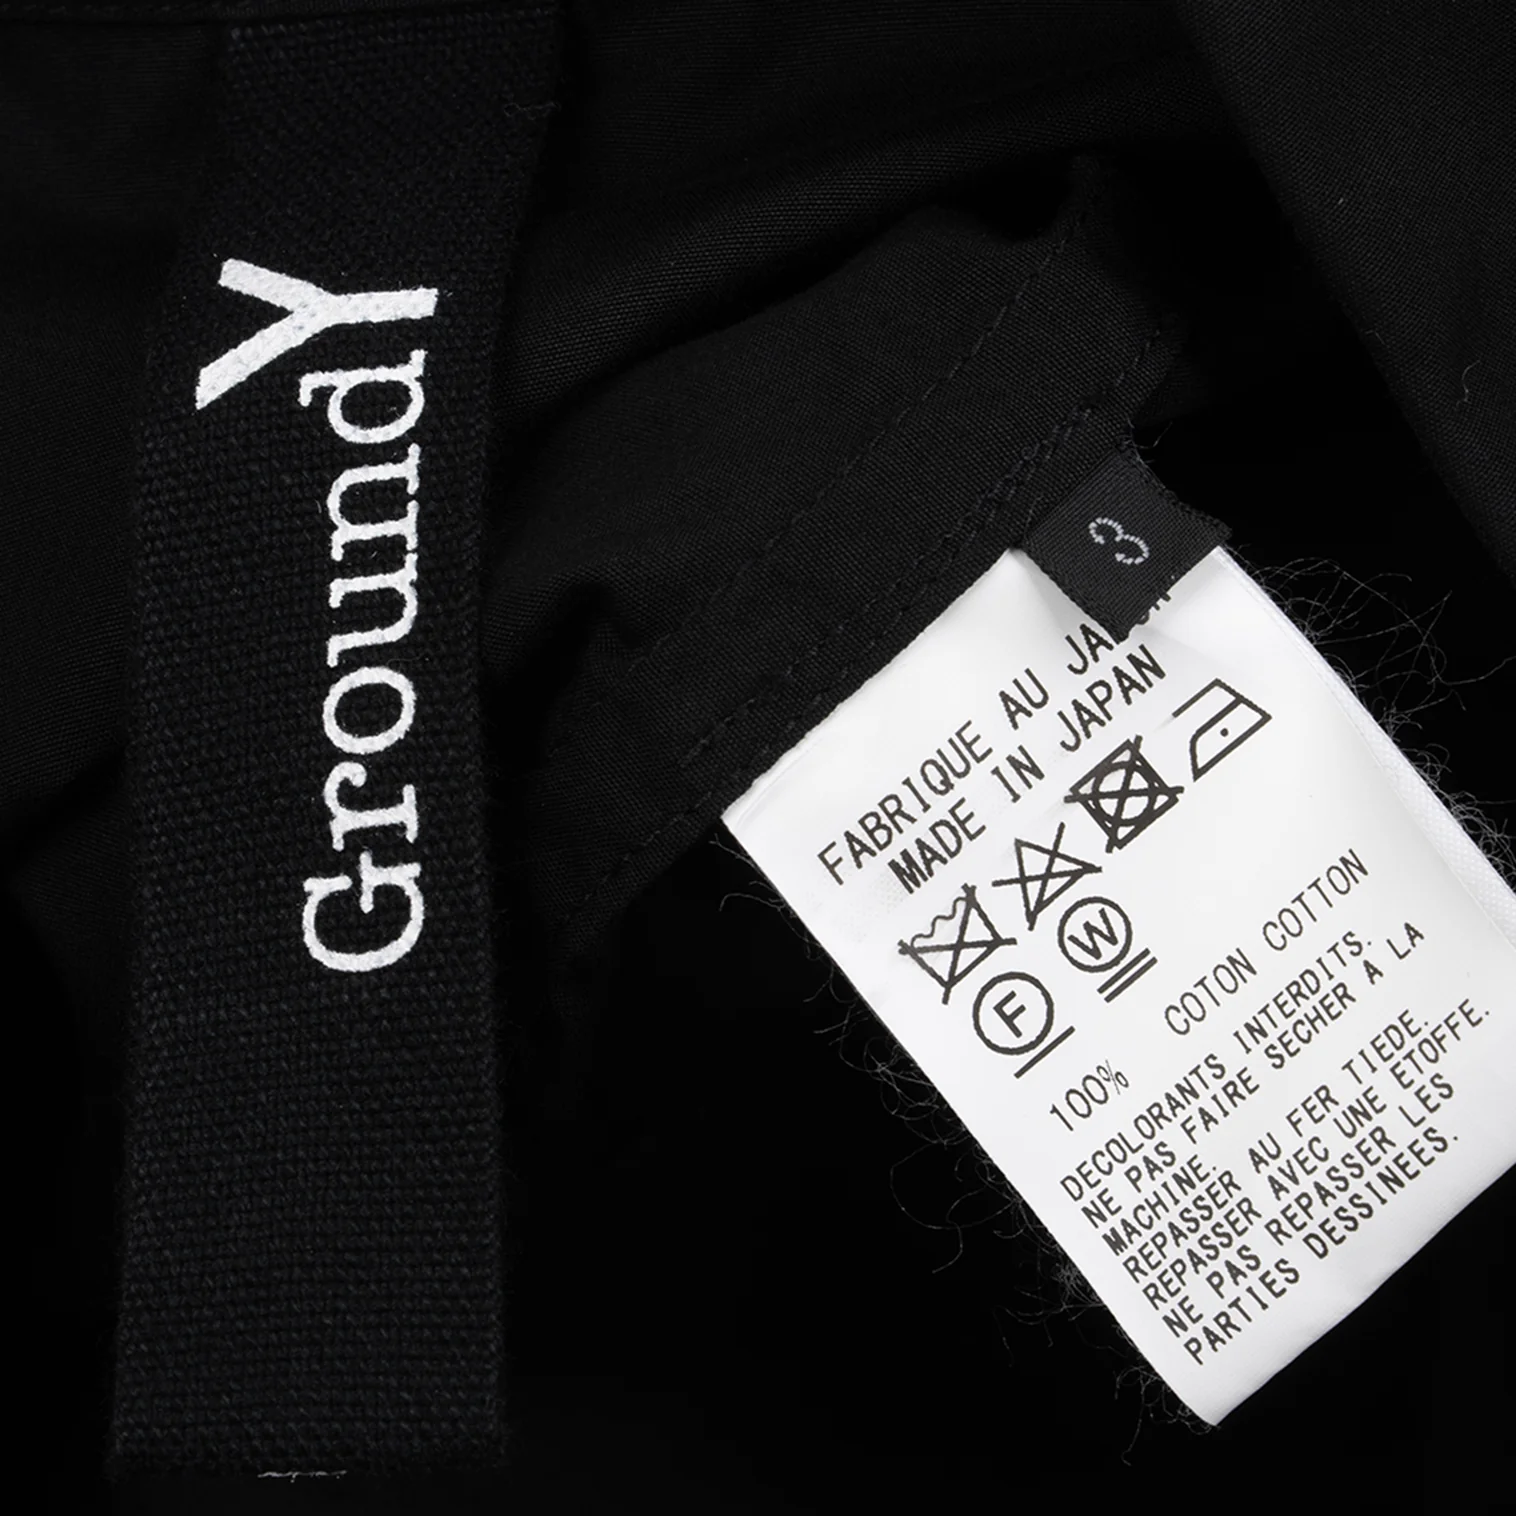 GroundY
3
FABRIQUE AU JAPON
MADE IN JAPAN
F W
100% COTON COTTON
DECOLORANTS INTERDITS.
NE PAS FAIRE SECHER A LA
MACHINE.
REPASSER AU FER TIEDE.
REPASSER AVEC UNE ETOFFE.
NE PAS REPASSER LES
PARTIES DESSINEES.